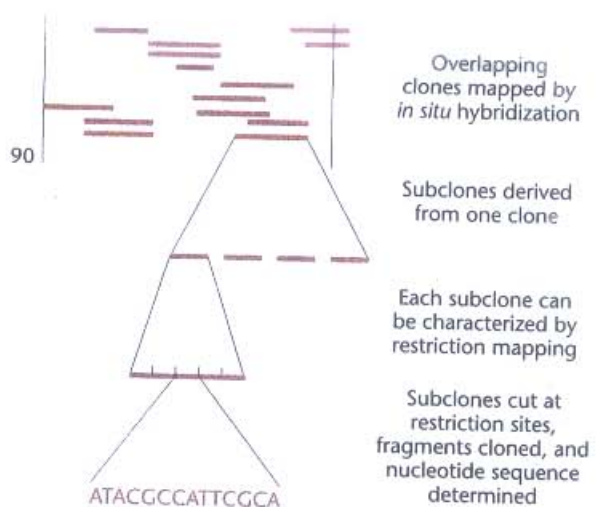 Overlapping
clones mapped by
in situ hybridization
90
Subclones derived
from one clone
Each subclone can
be characterized by
restriction mapping
Subclones cut at
restriction sites,
fragments cloned, and
nucleotide sequence
determined
ATACGCCATTCGCA